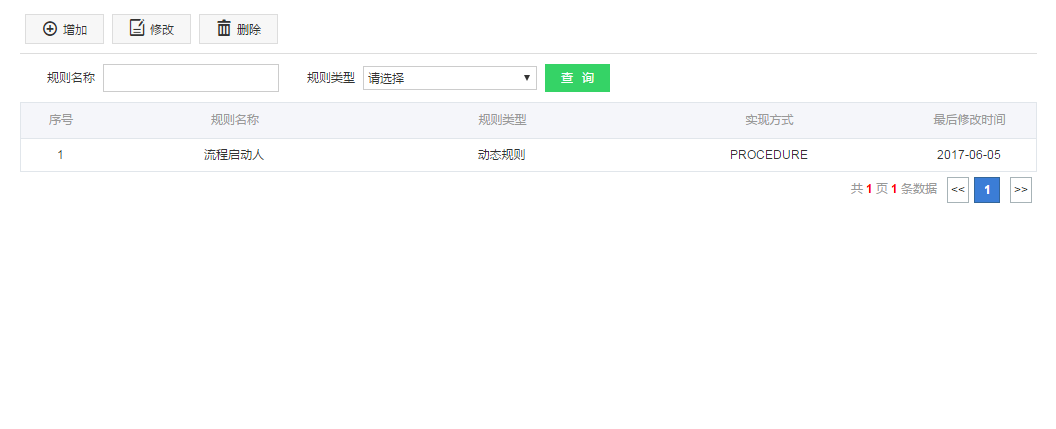 增加 修改 删除
规则名称 规则类型 请选择 查 询
序号 规则名称 规则类型 实现方式 最后修改时间
1 流程启动人 动态规则 PROCEDURE 2017-06-05
共 1 页 1 条数据 << 1 >>